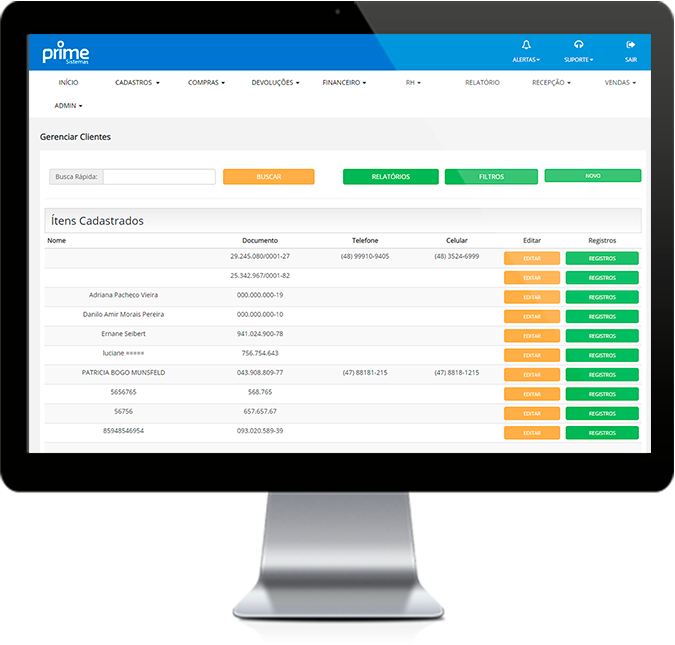 prime
Sistemas
ALERTAS SUPORTE SAIR
INÍCIO CADASTROS COMPRAS DEVOLUÇÕES FINANCEIRO RH RELATÓRIO RECEPÇÃO VENDAS
ADMIN
Gerenciar Clientes
Busca Rápida: BUSCAR RELATÓRIOS FILTROS NOVO
Ítens Cadastrados
Nome Documento Telefone Celular Editar Registros
29.245.080/0001-27 (48) 99910-9405 (48) 3524-6999 EDITAR REGISTROS
25.342.967/0001-82 EDITAR REGISTROS
Adriana Pacheco Vieira 000.000.000-19 EDITAR REGISTROS
Danilo Amir Morais Pereira 000.000.000-10 EDITAR REGISTROS
Ernane Seibert 941.024.900-78 EDITAR REGISTROS
luciane ===== 756.754.643 EDITAR REGISTROS
PATRICIA BOGO MUNSFELD 043.908.809-77 (47) 88181-215 (47) 8818-1215 EDITAR REGISTROS
5656765 568.765 EDITAR REGISTROS
56756 657.657.67 EDITAR REGISTROS
85948546954 093.020.589-39 EDITAR REGISTROS